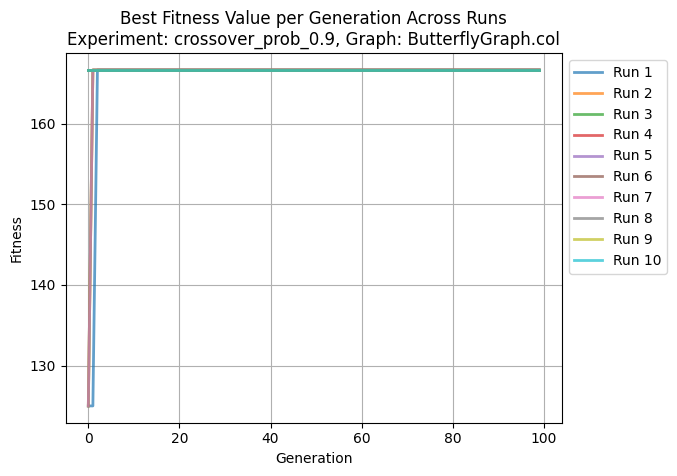 Best Fitness Value per Generation Across Runs
Experiment: crossover_prob_0.9, Graph: ButterflyGraph.col
Fitness
160
150
140
130
0
20
40
60
80
100
Generation
Run 1
Run 2
Run 3
Run 4
Run 5
Run 6
Run 7
Run 8
Run 9
Run 10